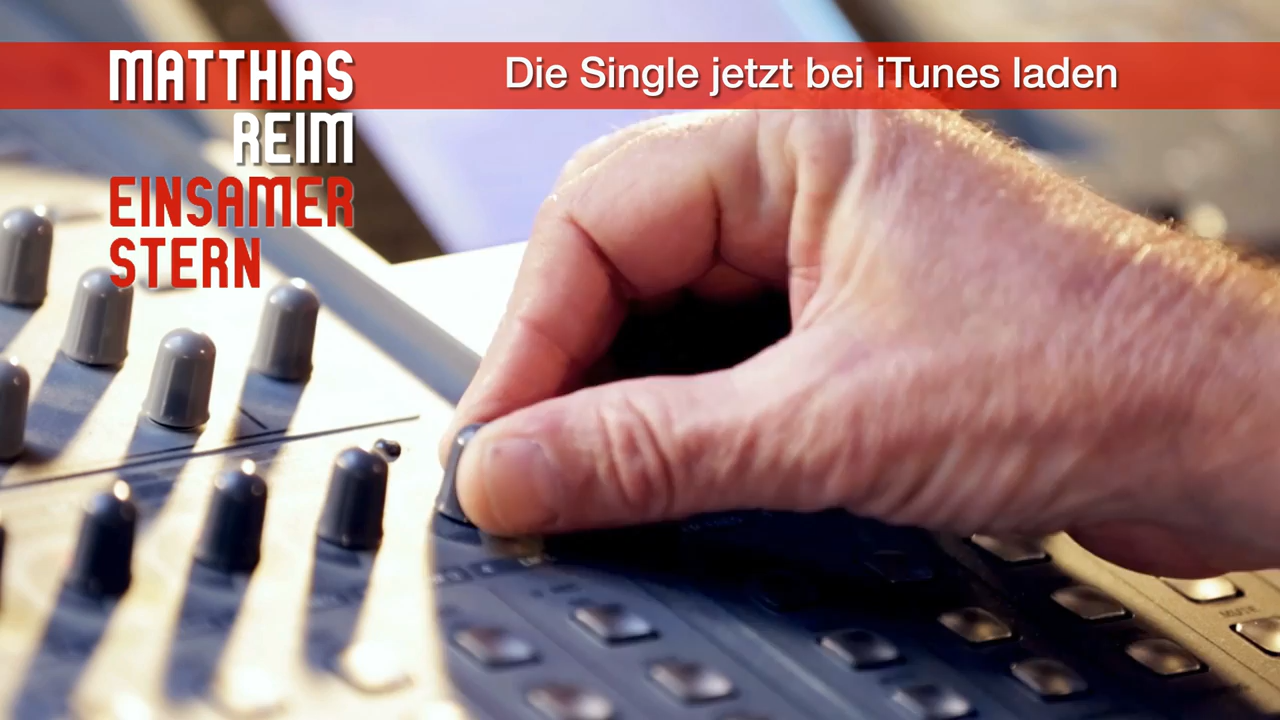 MATTHIAS
REIM
EINSAMER
STERN
Die Single jetzt bei iTunes laden